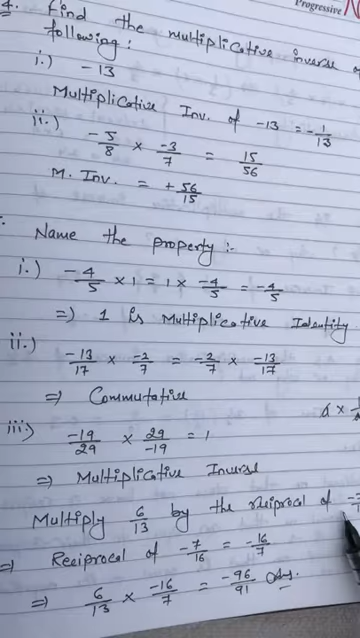 Progressive
4. Find the multiplicative inverse o
following :
i.) -13
Multiplicative Inv. of -13 = -1/13
ii.) -5/8 × -3/7 = 15/56
M. Inv. = +56/15
Name the property :-
i.) -4/5 × 1 = 1 × -4/5 = -4/5
=) 1 is Multiplicative Identity
ii.) -13/17 × -2/7 = -2/7 × -13/17
⇒ Commutative
iii.) -19/29 × 29/-19 = 1
⇒ Multiplicative Inverse
Multiply 6/13 by the reciprocal of
⇒ Reciprocal of -7/16 = -16/7
⇒ 6/13 × -16/7 = -96/91 Ans.